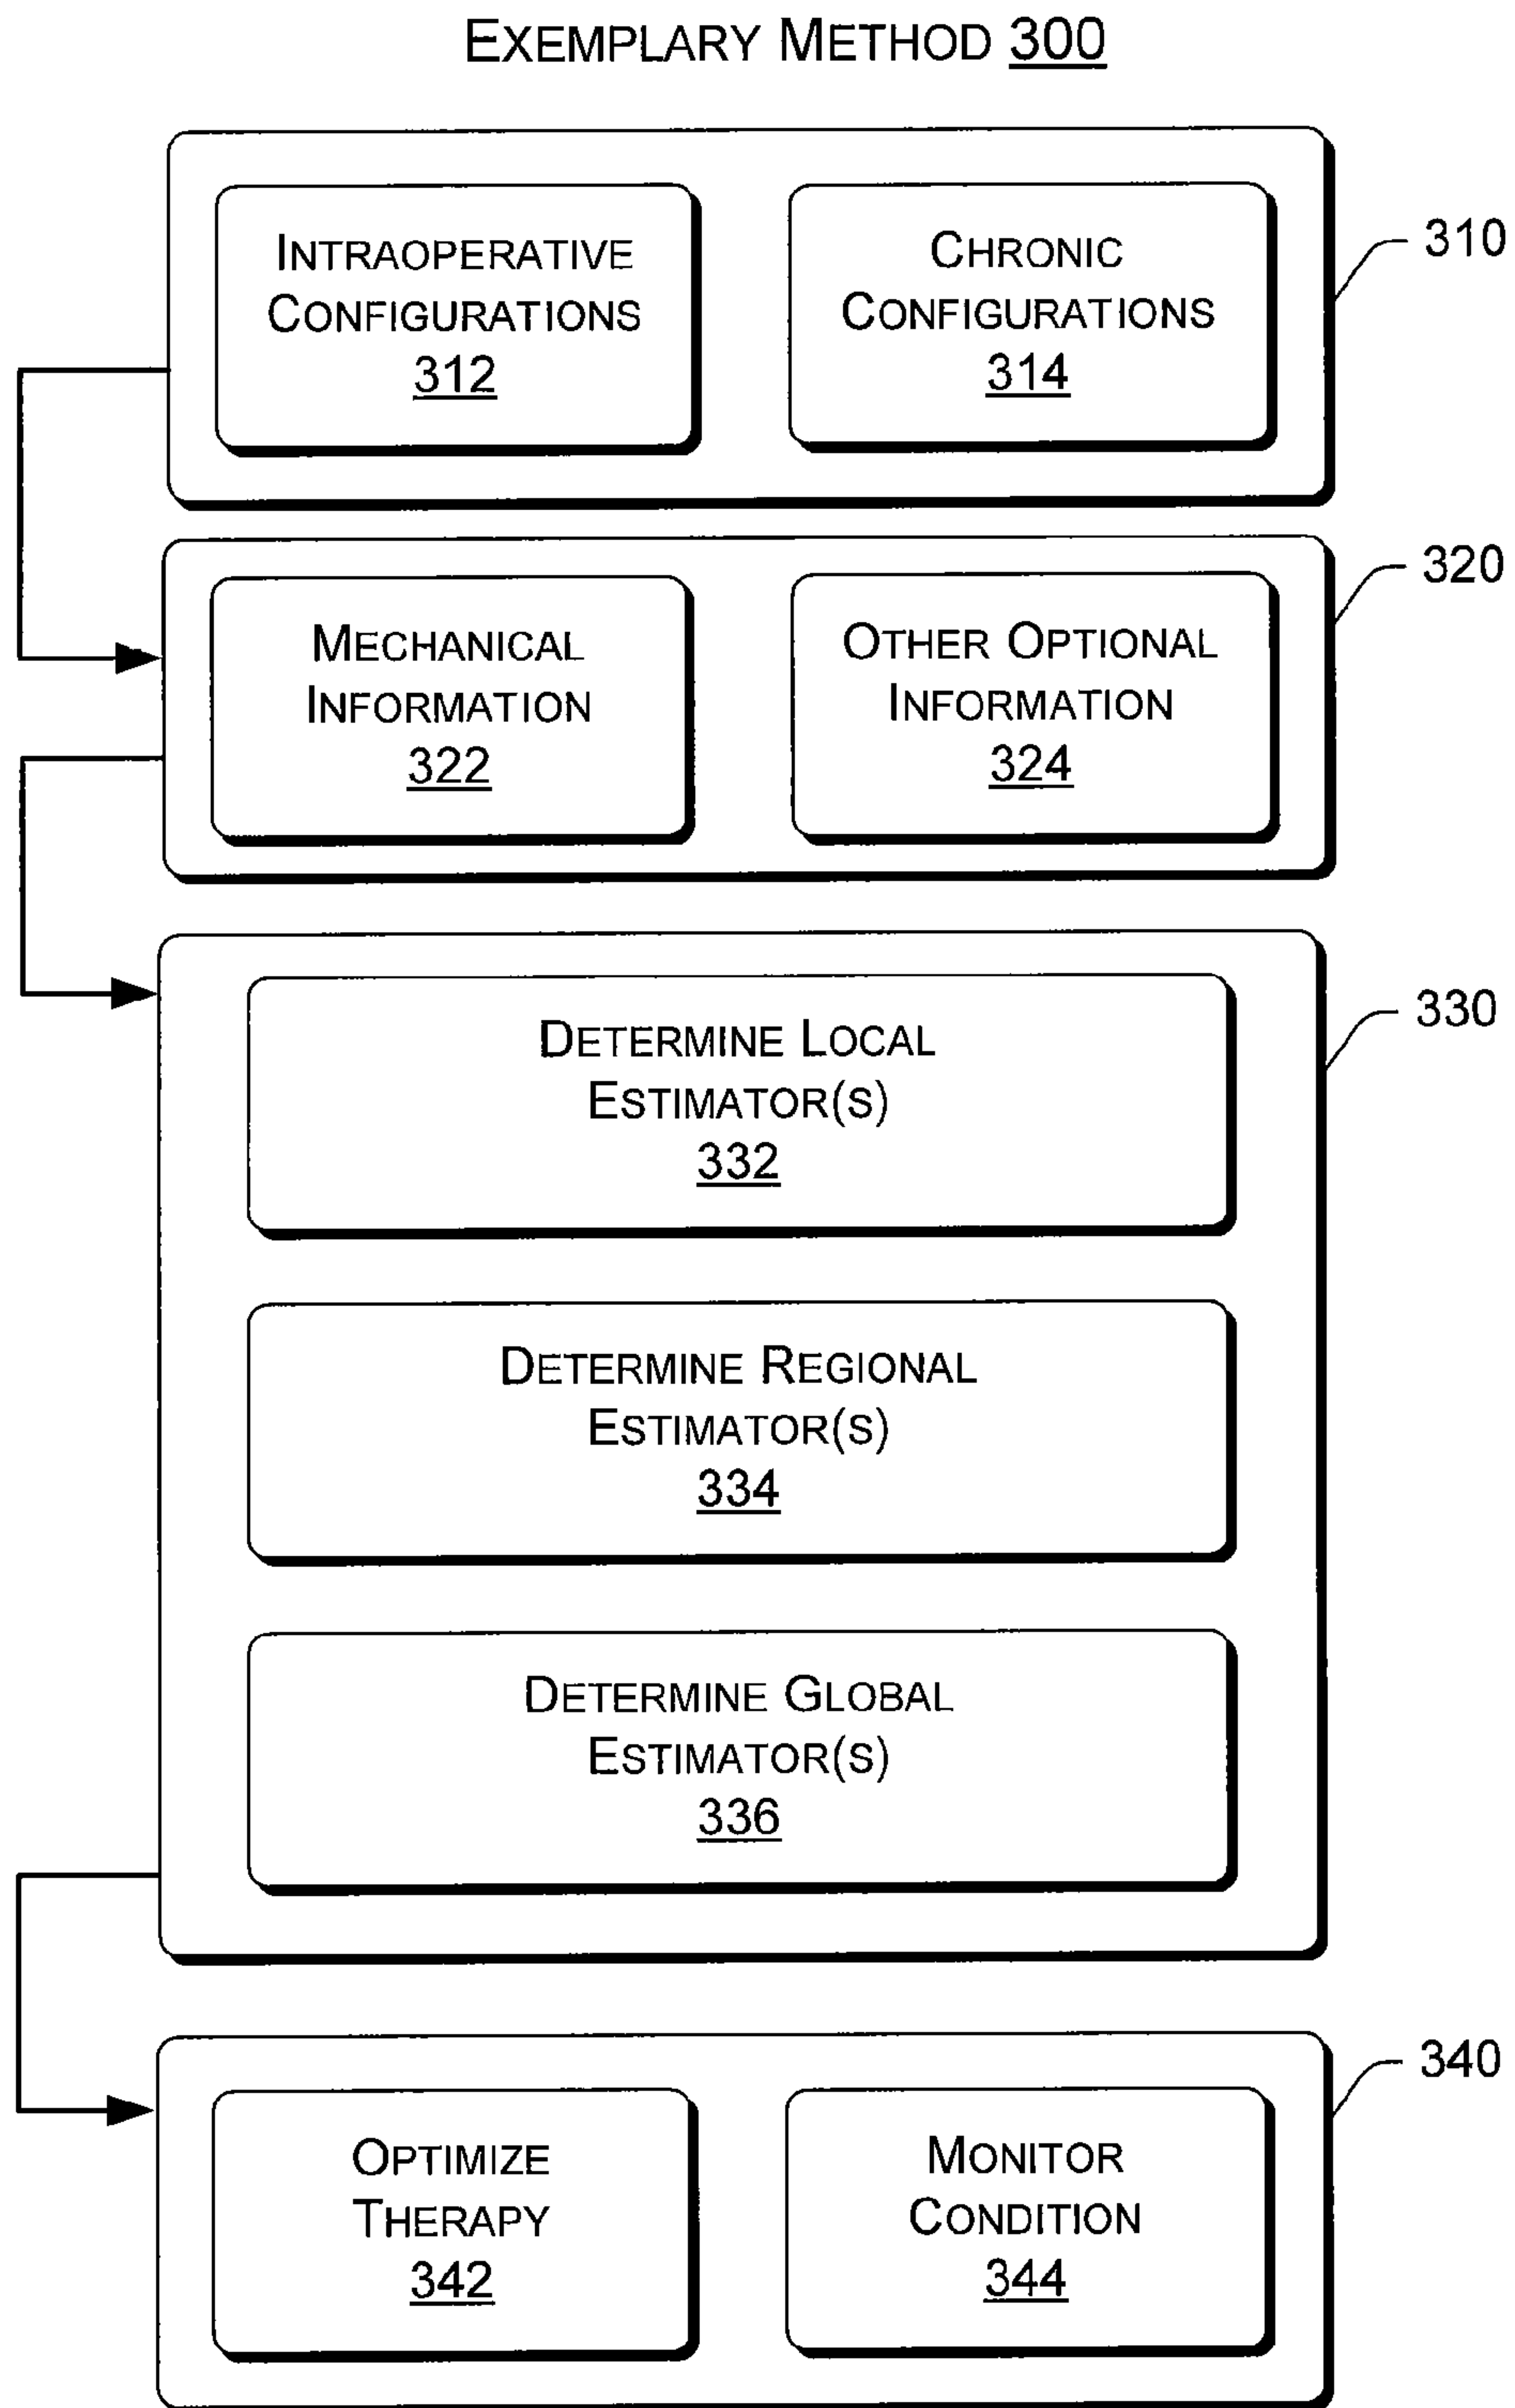 EXEMPLARY METHOD 300
INTRAOPERATIVE
CONFIGURATIONS
312
CHRONIC
CONFIGURATIONS
314
310
MECHANICAL
INFORMATION
322
OTHER OPTIONAL
INFORMATION
324
320
DETERMINE LOCAL
ESTIMATOR(S)
332
330
DETERMINE REGIONAL
ESTIMATOR(S)
334
DETERMINE GLOBAL
ESTIMATOR(S)
336
OPTIMIZE
THERAPY
342
MONITOR
CONDITION
344
340